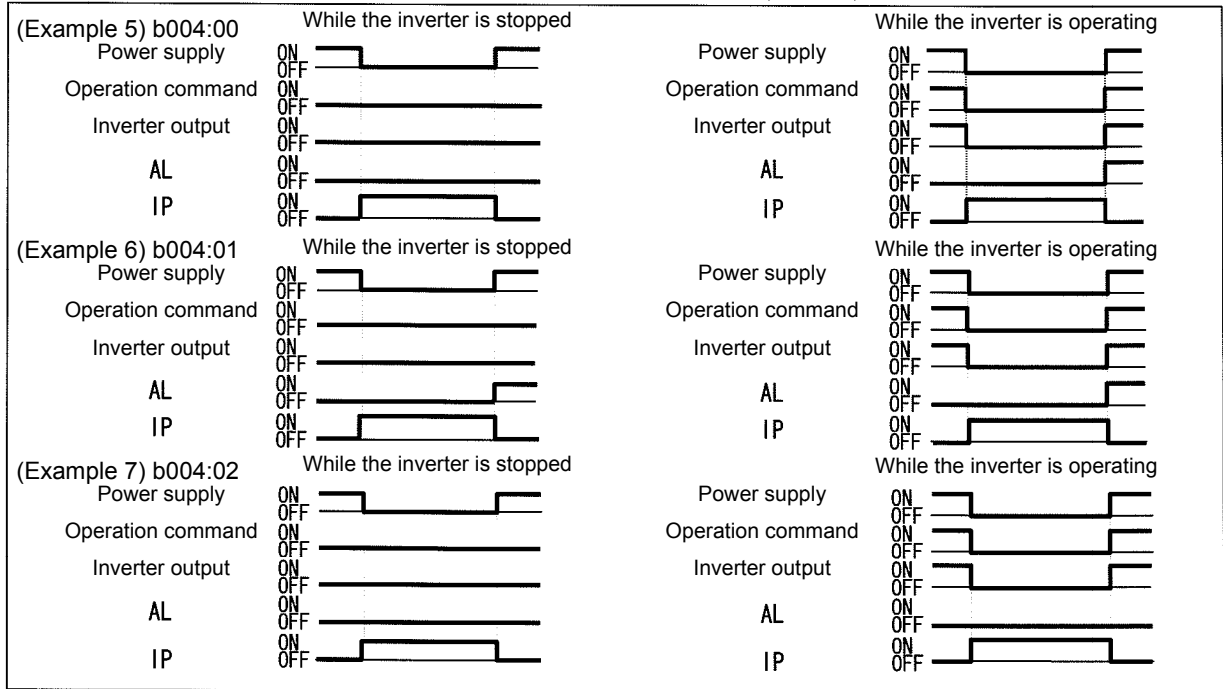 (Example 5) b004:00
While the inverter is stopped
While the inverter is operating
Power supply ON OFF
Power supply ON OFF
Operation command ON OFF
Operation command ON OFF
Inverter output ON OFF
Inverter output ON OFF
AL ON OFF
AL ON OFF
IP ON OFF
IP ON OFF
(Example 6) b004:01
While the inverter is stopped
While the inverter is operating
Power supply ON OFF
Power supply ON OFF
Operation command ON OFF
Operation command ON OFF
Inverter output ON OFF
Inverter output ON OFF
AL ON OFF
AL ON OFF
IP ON OFF
IP ON OFF
(Example 7) b004:02
While the inverter is stopped
While the inverter is operating
Power supply ON OFF
Power supply ON OFF
Operation command ON OFF
Operation command ON OFF
Inverter output ON OFF
Inverter output ON OFF
AL ON OFF
AL ON OFF
IP ON OFF
IP ON OFF